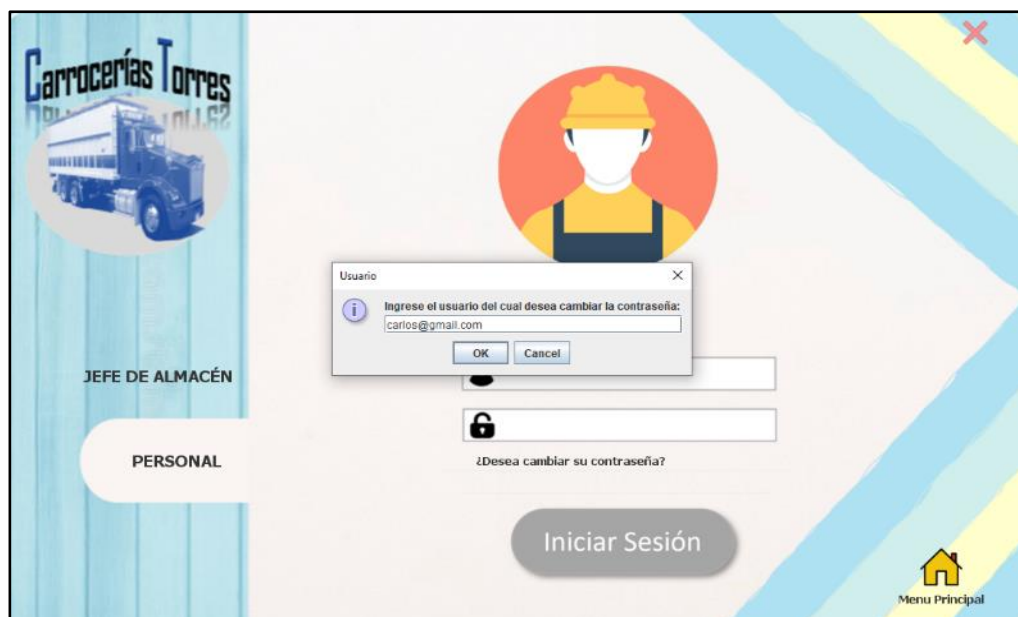 Carrocerías Torres
Usuario
Ingrese el usuario del cual desea cambiar la contraseña:
carlos@gmail.com
OK
Cancel
JEFE DE ALMACÉN
PERSONAL
¿Desea cambiar su contraseña?
Iniciar Sesión
Menu Principal